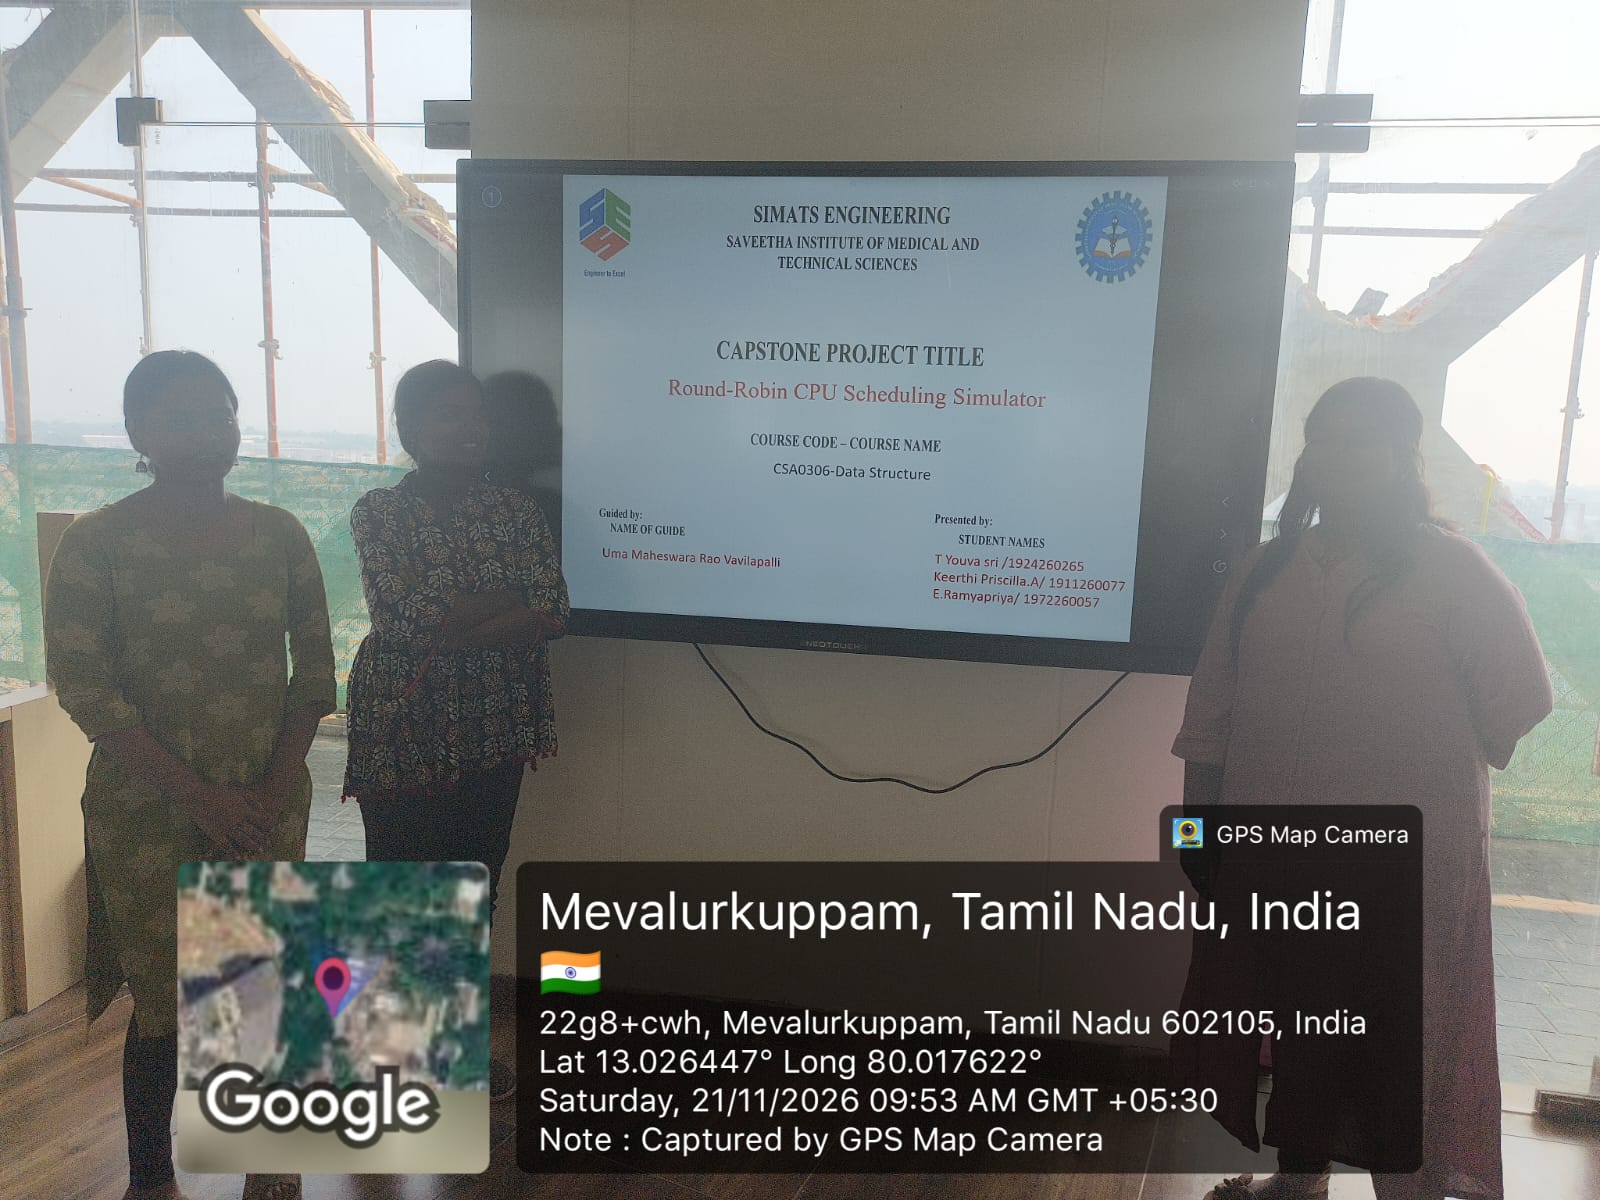 SIMATS ENGINEERING
SAVEETHA INSTITUTE OF MEDICAL AND
TECHNICAL SCIENCES
Engineer to Excel
CAPSTONE PROJECT TITLE
Round-Robin CPU Scheduling Simulator
COURSE CODE – COURSE NAME
CSA0306-Data Structure
Guided by:
NAME OF GUIDE
Uma Maheswara Rao Vavilapalli
Presented by:
STUDENT NAMES
T Youva sri /1924260265
Keerthi Priscilla.A/ 1911260077
E.Ramyapriya/ 1972260057
NEOTOUCH
GPS Map Camera
Mevalurkuppam, Tamil Nadu, India
22g8+cwh, Mevalurkuppam, Tamil Nadu 602105, India
Lat 13.026447° Long 80.017622°
Saturday, 21/11/2026 09:53 AM GMT +05:30
Note : Captured by GPS Map Camera
Google